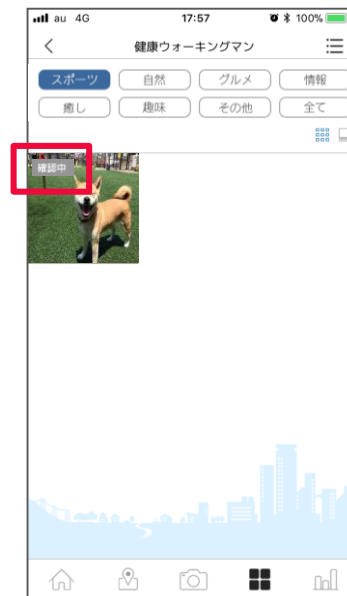 au 4G 17:57 100%
健康ウォーキングマン
スポーツ 自然 グルメ 情報
癒し 趣味 その他 全て
確認中